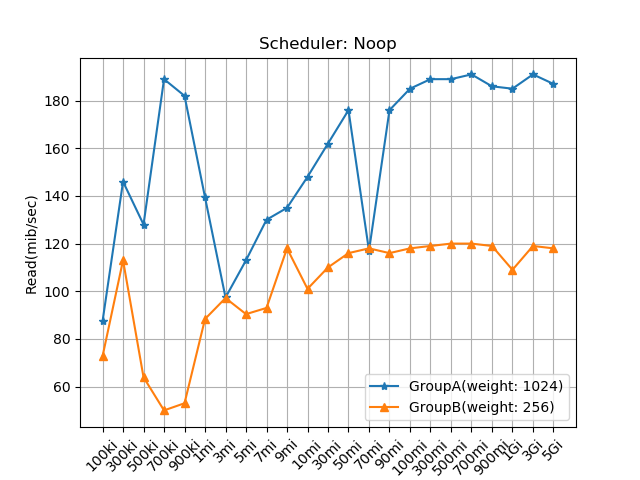 Scheduler: Noop
Read(mib/sec)
180
160
140
120
100
80
60
GroupA(weight: 1024)
GroupB(weight: 256)
100ki 300ki 500ki 700ki 900ki 1mi 3mi 5mi 7mi 9mi 10mi 30mi 50mi 70mi 90mi 100mi 300mi 500mi 700mi 900mi 1Gi 3Gi 5Gi